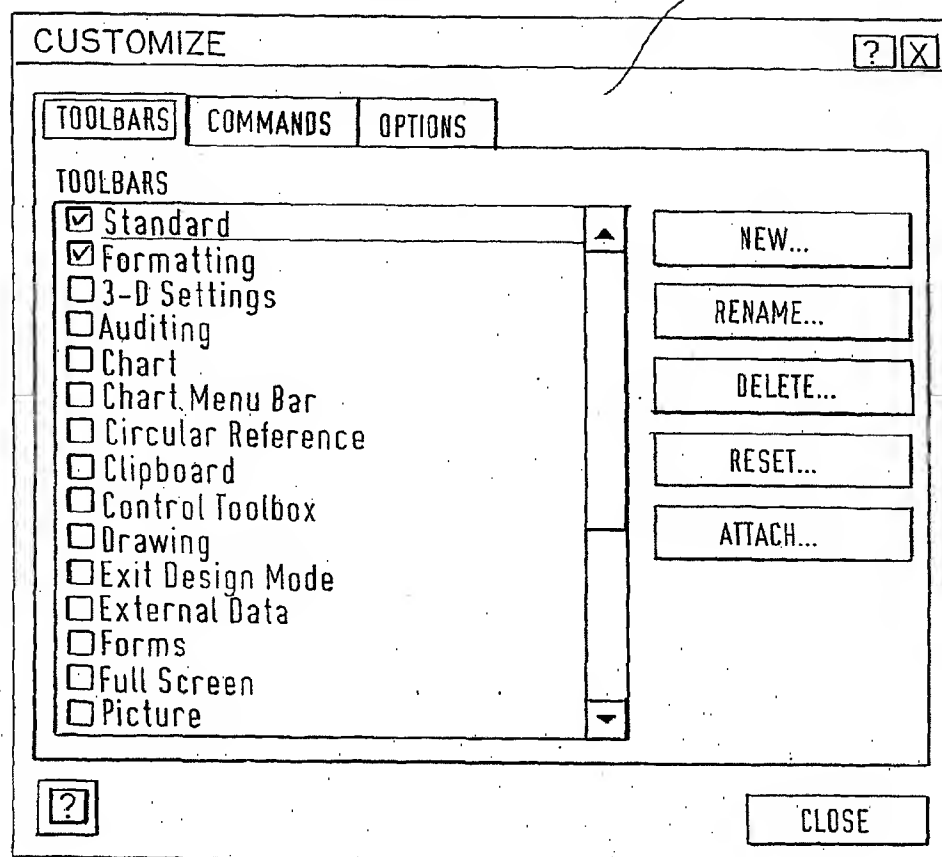 CUSTOMIZE
? X
TOOLBARS COMMANDS OPTIONS
TOOLBARS
Standard
Formatting
3-D Settings
Auditing
Chart
Chart Menu Bar
Circular Reference
Clipboard
Control Toolbox
Drawing
Exit Design Mode
External Data
Forms
Full Screen
Picture
NEW...
RENAME...
DELETE...
RESET...
ATTACH...
?
CLOSE